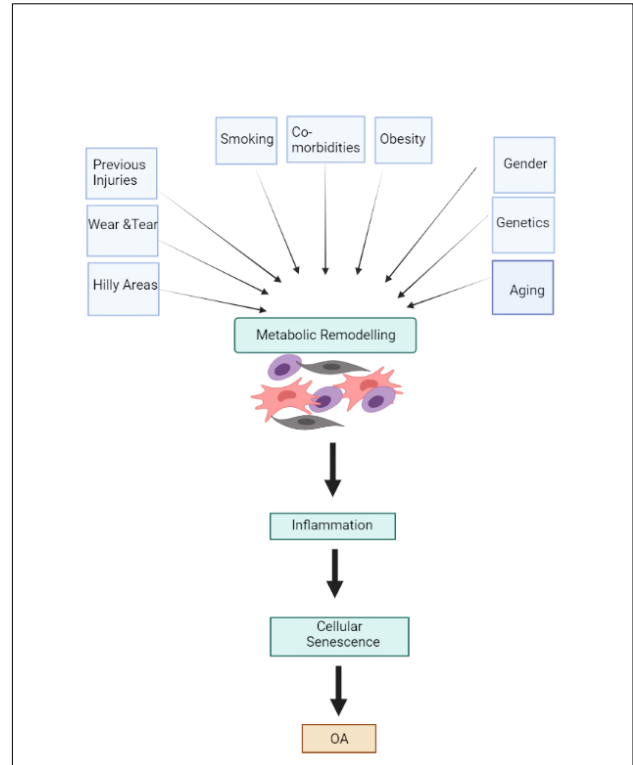 Smoking
Co-
morbidities
Obesity
Previous
Injuries
Gender
Wear &Tear
Genetics
Hilly Areas
Aging
Metabolic Remodelling
Inflammation
Cellular
Senescence
OA